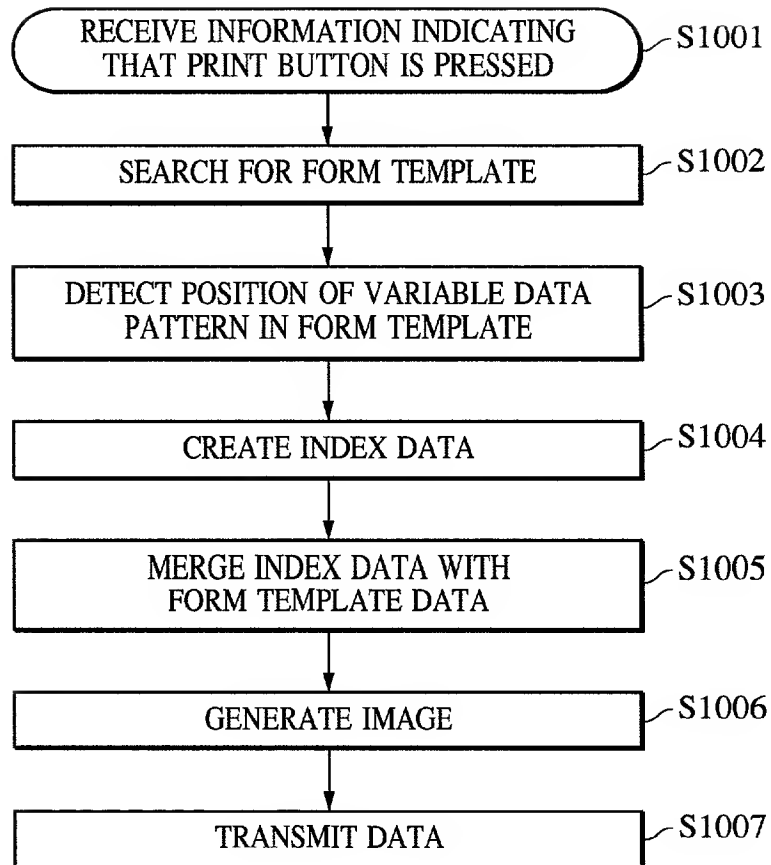 RECEIVE INFORMATION INDICATING
THAT PRINT BUTTON IS PRESSED
S1001
SEARCH FOR FORM TEMPLATE
S1002
DETECT POSITION OF VARIABLE DATA
PATTERN IN FORM TEMPLATE
S1003
CREATE INDEX DATA
S1004
MERGE INDEX DATA WITH
FORM TEMPLATE DATA
S1005
GENERATE IMAGE
S1006
TRANSMIT DATA
S1007